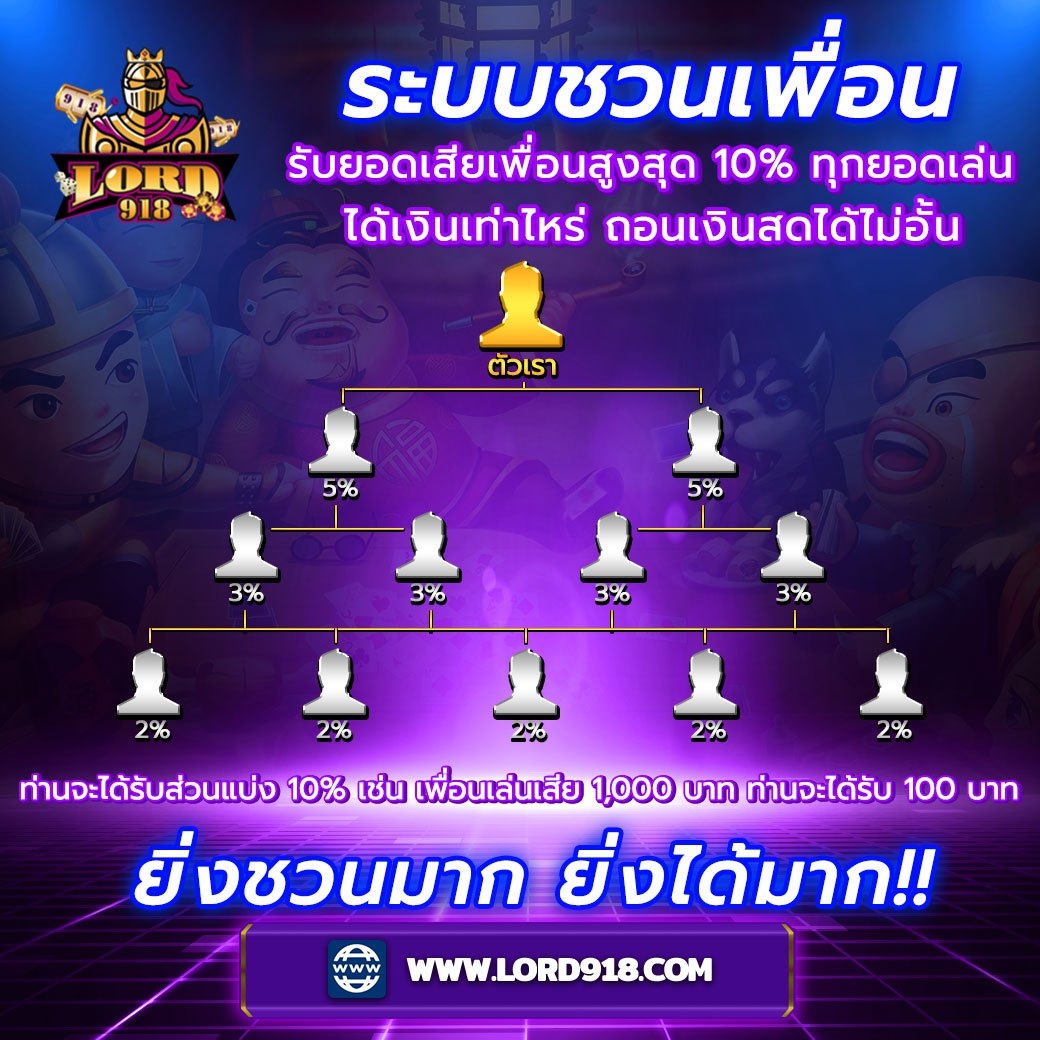 918
918
LORD
918
ระบบชวนเพื่อน
รับยอดเสียเพื่อนสูงสุด 10% ทุกยอดเล่น
ได้เงินเท่าไหร่ ถอนเงินสดได้ไม่อั้น
ตัวเรา
5% 5%
3% 3% 3% 3%
2% 2% 2% 2% 2%
ท่านจะได้รับส่วนแบ่ง 10% เช่น เพื่อนเล่นเสีย 1,000 บาท ท่านจะได้รับ 100 บาท
ยิ่งชวนมาก ยิ่งได้มาก!!
WWW WWW.LORD918.COM